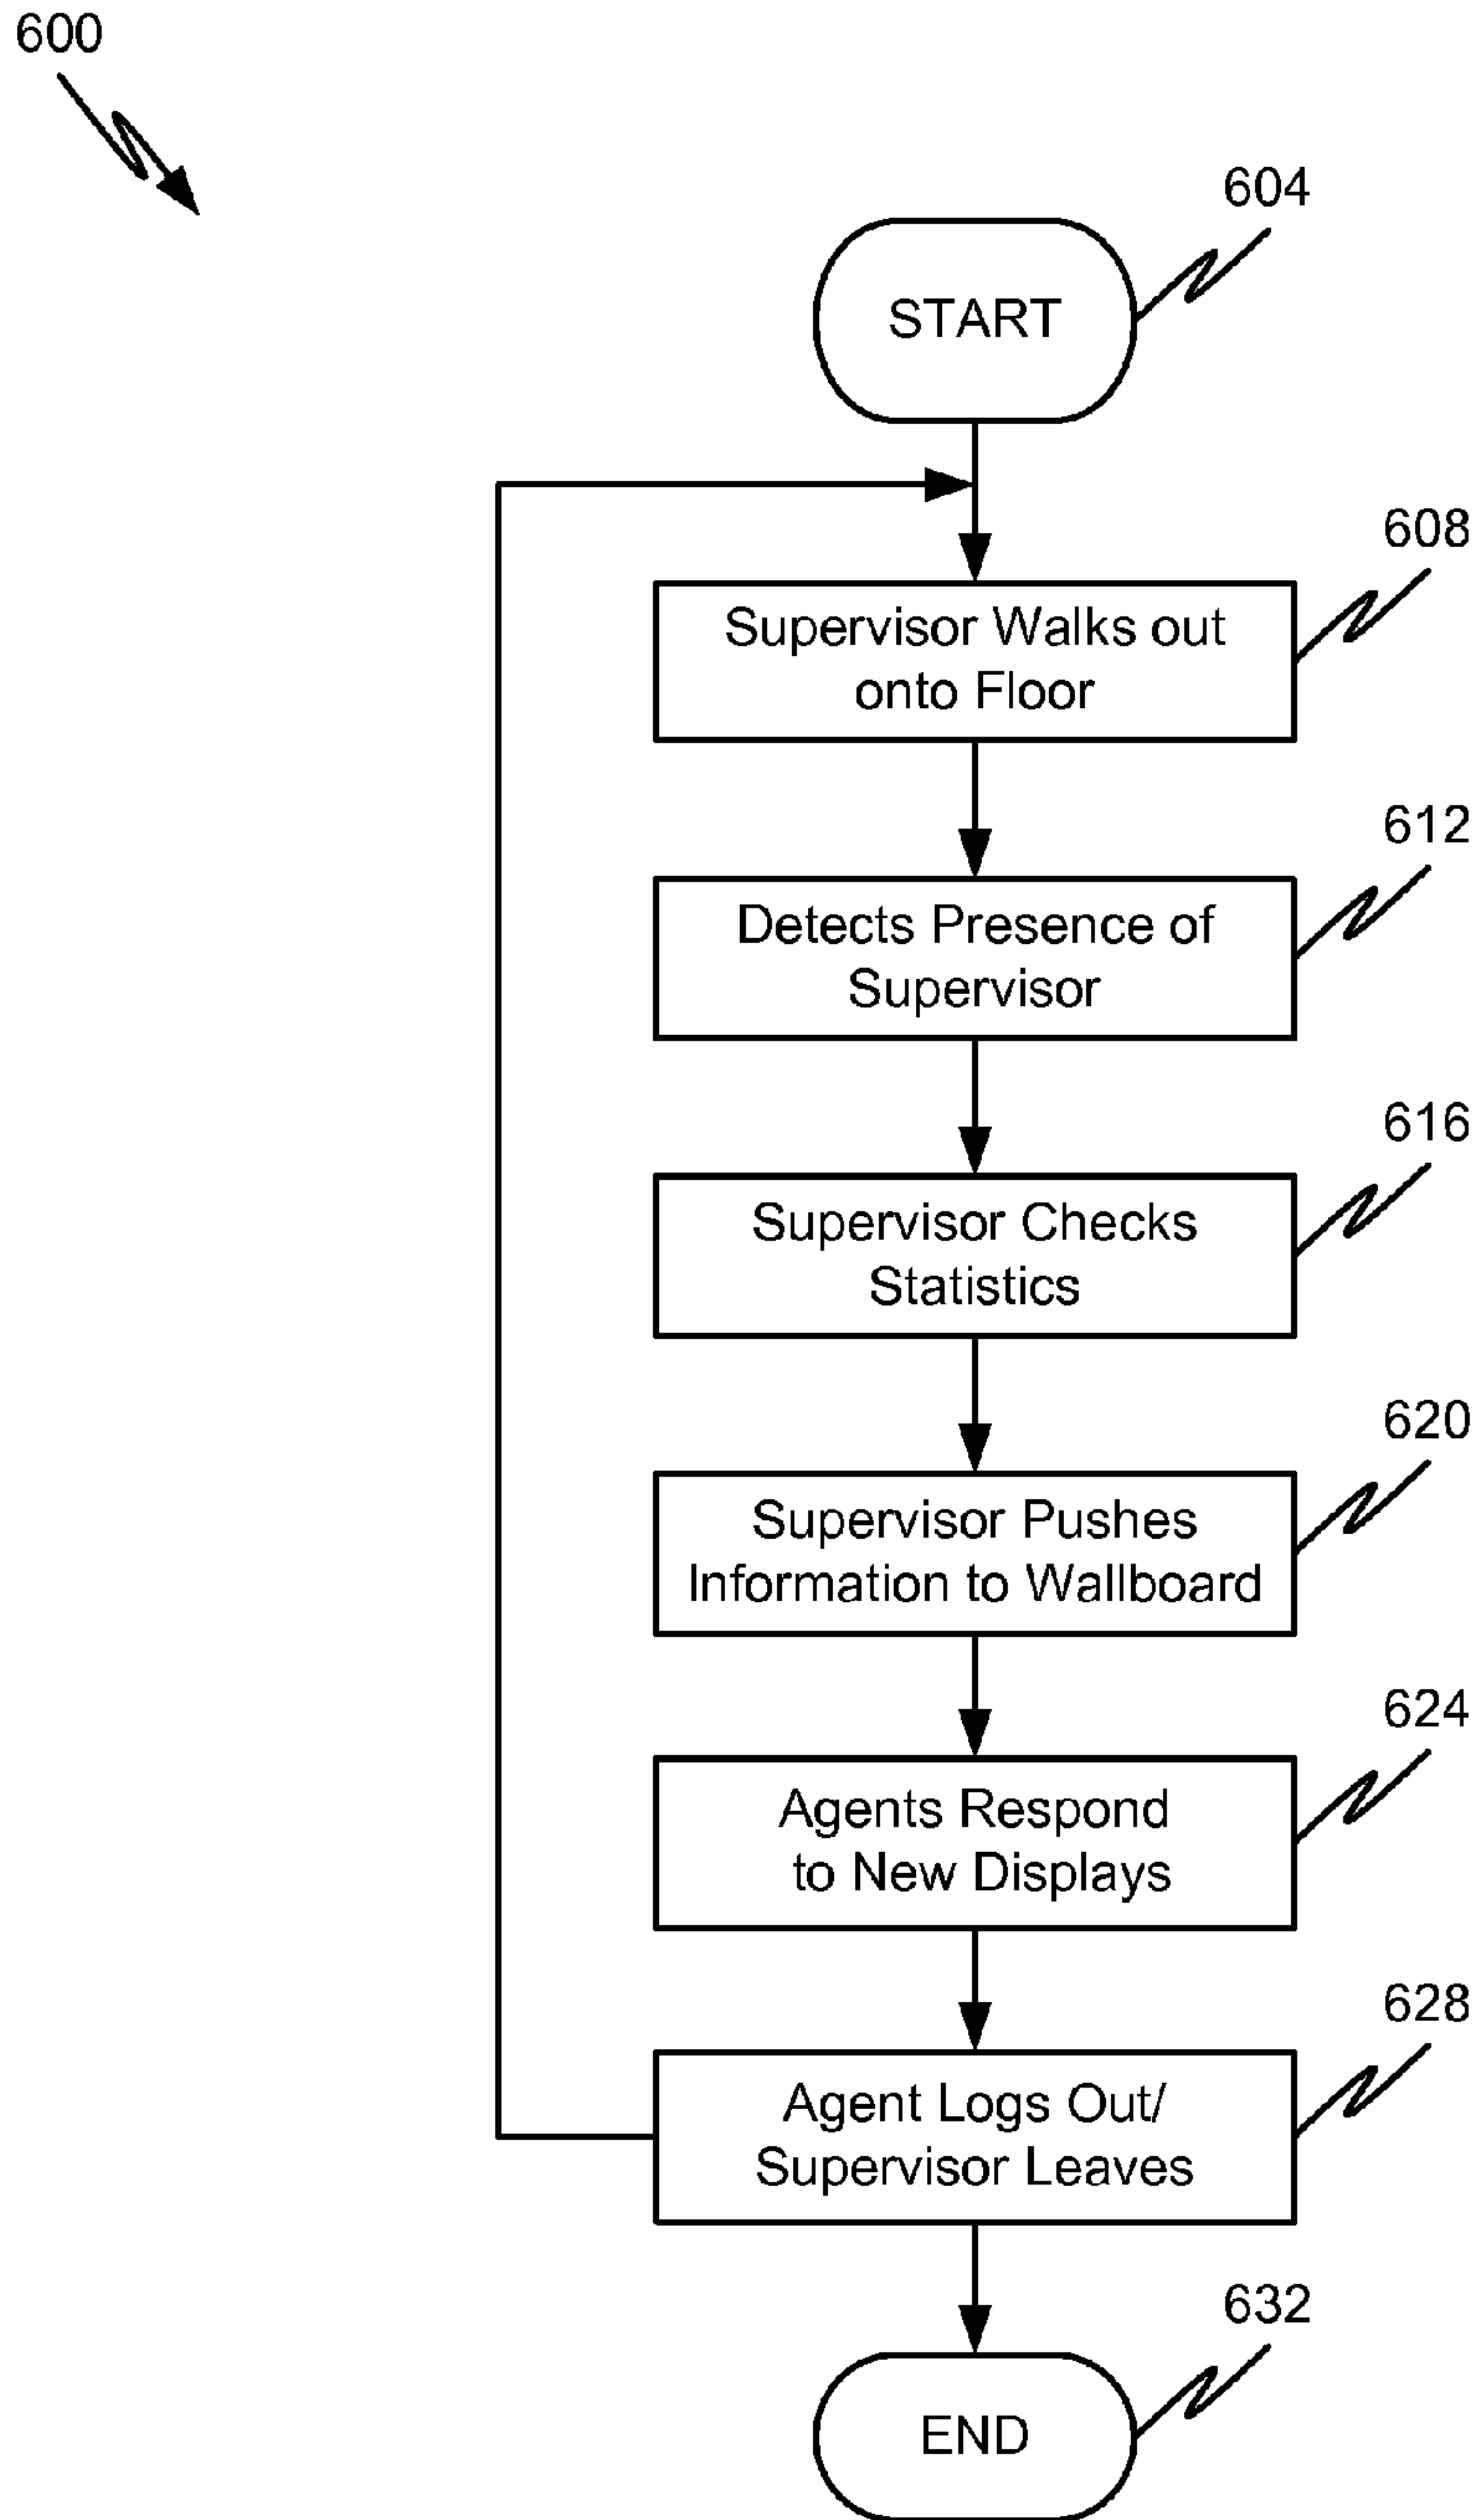 600
604
START
608
Supervisor Walks out
onto Floor
612
Detects Presence of
Supervisor
616
Supervisor Checks
Statistics
620
Supervisor Pushes
Information to Wallboard
624
Agents Respond
to New Displays
628
Agent Logs Out/
Supervisor Leaves
632
END